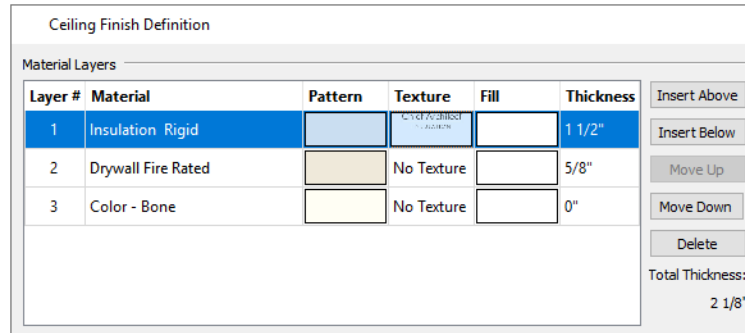 Ceiling Finish Definition
Material Layers
Layer # Material Pattern Texture Fill Thickness
1 Insulation Rigid Chief Architect 1 1/2"
2 Drywall Fire Rated No Texture 5/8"
3 Color - Bone No Texture 0"
Insert Above
Insert Below
Move Up
Move Down
Delete
Total Thickness:
2 1/8"